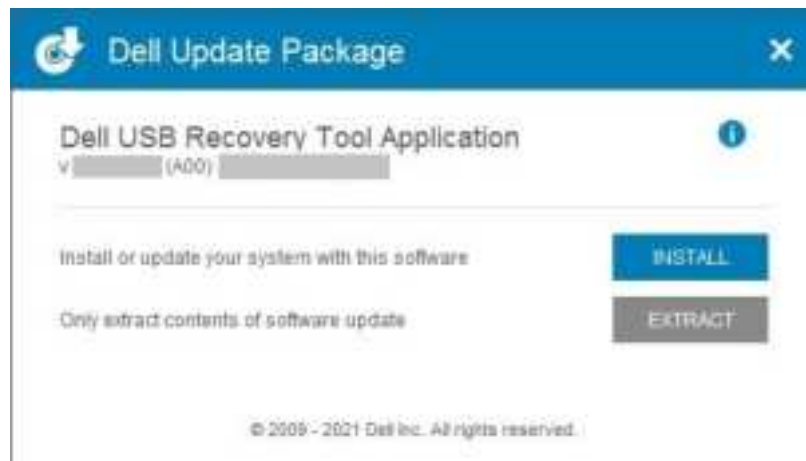 Dell Update Package
Dell USB Recovery Tool Application
v (A00)
Install or update your system with this software
INSTALL
Only extract contents of software update
EXTRACT
© 2009 - 2021 Dell Inc. All rights reserved.